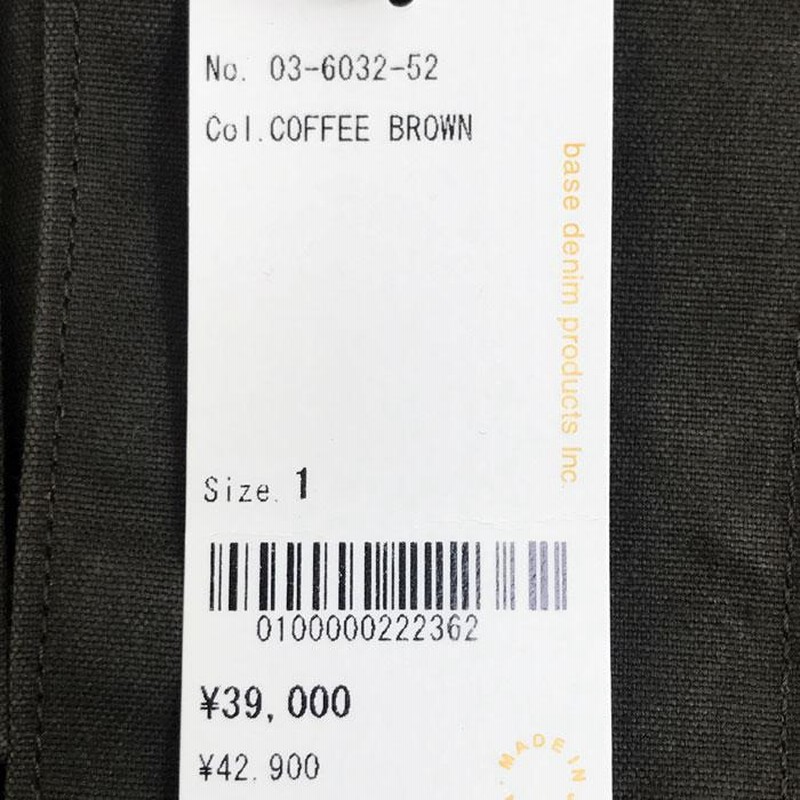 No. 03-6032-52
Col.COFFEE BROWN
base denim products Inc.
Size. 1
0100000222362
¥39,000
¥42.900
MADE IN